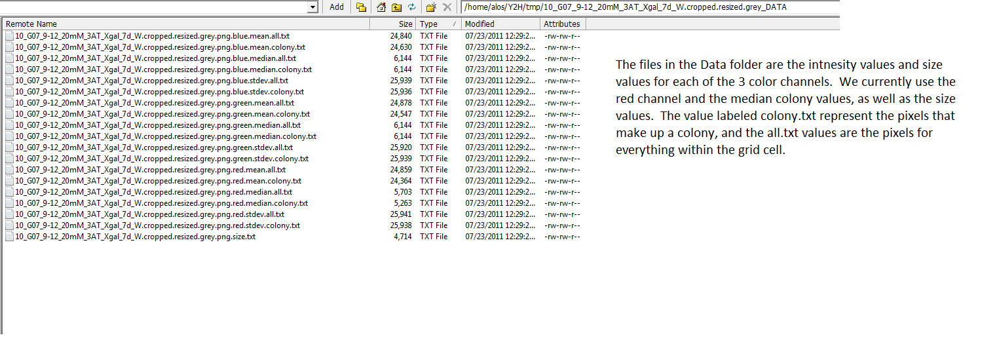 Add /home/alos/Y2H/tmp/10_G07_9-12_20mM_3AT_Xgal_7d_W.cropped.resized.grey_DATA
Remote Name Size Type / Modified Attributes
10_G07_9-12_20mM_3AT_Xgal_7d_W.cropped.resized.grey.png.blue.mean.all.txt 24,840 TXT File 07/23/2011 12:29:2... -rw-rw-r--
10_G07_9-12_20mM_3AT_Xgal_7d_W.cropped.resized.grey.png.blue.mean.colony.txt 24,630 TXT File 07/23/2011 12:29:2... -rw-rw-r--
10_G07_9-12_20mM_3AT_Xgal_7d_W.cropped.resized.grey.png.blue.median.all.txt 6,144 TXT File 07/23/2011 12:29:2... -rw-rw-r--
10_G07_9-12_20mM_3AT_Xgal_7d_W.cropped.resized.grey.png.blue.median.colony.txt 6,144 TXT File 07/23/2011 12:29:2... -rw-rw-r--
10_G07_9-12_20mM_3AT_Xgal_7d_W.cropped.resized.grey.png.blue.stdev.all.txt 25,939 TXT File 07/23/2011 12:29:2... -rw-rw-r--
10_G07_9-12_20mM_3AT_Xgal_7d_W.cropped.resized.grey.png.blue.stdev.colony.txt 25,936 TXT File 07/23/2011 12:29:2... -rw-rw-r--
10_G07_9-12_20mM_3AT_Xgal_7d_W.cropped.resized.grey.png.green.mean.all.txt 24,878 TXT File 07/23/2011 12:29:2... -rw-rw-r--
10_G07_9-12_20mM_3AT_Xgal_7d_W.cropped.resized.grey.png.green.mean.colony.txt 24,547 TXT File 07/23/2011 12:29:2... -rw-rw-r--
10_G07_9-12_20mM_3AT_Xgal_7d_W.cropped.resized.grey.png.green.median.all.txt 6,144 TXT File 07/23/2011 12:29:2... -rw-rw-r--
10_G07_9-12_20mM_3AT_Xgal_7d_W.cropped.resized.grey.png.green.median.colony.txt 6,144 TXT File 07/23/2011 12:29:2... -rw-rw-r--
10_G07_9-12_20mM_3AT_Xgal_7d_W.cropped.resized.grey.png.green.stdev.all.txt 25,920 TXT File 07/23/2011 12:29:2... -rw-rw-r--
10_G07_9-12_20mM_3AT_Xgal_7d_W.cropped.resized.grey.png.green.stdev.colony.txt 25,939 TXT File 07/23/2011 12:29:2... -rw-rw-r--
10_G07_9-12_20mM_3AT_Xgal_7d_W.cropped.resized.grey.png.red.mean.all.txt 24,859 TXT File 07/23/2011 12:29:2... -rw-rw-r--
10_G07_9-12_20mM_3AT_Xgal_7d_W.cropped.resized.grey.png.red.mean.colony.txt 24,364 TXT File 07/23/2011 12:29:2... -rw-rw-r--
10_G07_9-12_20mM_3AT_Xgal_7d_W.cropped.resized.grey.png.red.median.all.txt 5,703 TXT File 07/23/2011 12:29:2... -rw-rw-r--
10_G07_9-12_20mM_3AT_Xgal_7d_W.cropped.resized.grey.png.red.median.colony.txt 5,263 TXT File 07/23/2011 12:29:2... -rw-rw-r--
10_G07_9-12_20mM_3AT_Xgal_7d_W.cropped.resized.grey.png.red.stdev.all.txt 25,941 TXT File 07/23/2011 12:29:2... -rw-rw-r--
10_G07_9-12_20mM_3AT_Xgal_7d_W.cropped.resized.grey.png.red.stdev.colony.txt 25,938 TXT File 07/23/2011 12:29:2... -rw-rw-r--
10_G07_9-12_20mM_3AT_Xgal_7d_W.cropped.resized.grey.png.size.txt 4,714 TXT File 07/23/2011 12:29:2... -rw-rw-r--
The files in the Data folder are the intnesity values and size
values for each of the 3 color channels. We currently use the
red channel and the median colony values, as well as the size
values. The value labeled colony.txt represent the pixels that
make up a colony, and the all.txt values are the pixels for
everything within the grid cell.